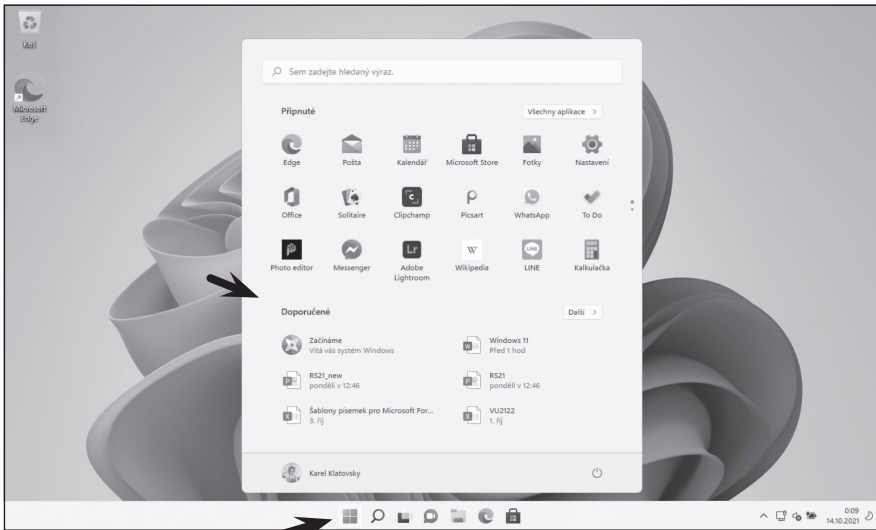 Koš
Microsoft
Edge
Sem zadejte hledaný výraz.
Připnuté
Všechny aplikace >
Edge
Pošta
Kalendář
Microsoft Store
Fotky
Nastavení
Office
Solitaire
Clipchamp
Picsart
WhatsApp
To Do
Photo editor
Messenger
Adobe
Lightroom
Wikipedia
LINE
Kalkulačka
Doporučené
Další >
Začínáme
Vítá vás systém Windows
Windows 11
Před 1 hod
RS21_new
pondělí v 12:46
RS21
pondělí v 12:46
Šablony pisemek pro Microsoft For...
3. říj
VU2122
1. říj
Karel Klatovsky
0:09
14.10.2021